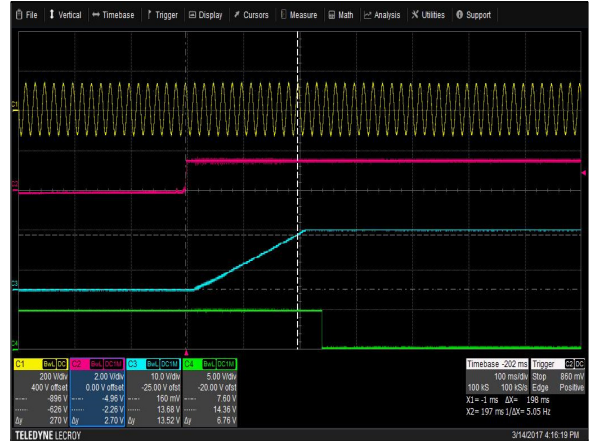 File Vertical Timebase Trigger Display Cursors Measure Math Analysis Utilities Support
C1
C3
C4
C1 BwL DC C2 BwL DC1M C3 BwL DC1M C4 BwL DC1M
200 V/div 2.00 V/div 10.0 V/div 5.00 V/div
400 V offset 0.00 V offset -25.00 V ofst -20.00 V ofst
-896 V -4.96 V 160 mV 7.60 V
-626 V -2.26 V 13.68 V 14.36 V
Δy 270 V Δy 2.70 V Δy 13.52 V Δy 6.76 V
Timebase -202 ms Trigger C2 DC
100 ms/div Stop 860 mV
100 kS 100 kS/s Edge Positive
X1= -1 ms ΔX= 198 ms
X2= 197 ms 1/ΔX= 5.05 Hz
TELEDYNE LECROY 3/14/2017 4:16:19 PM